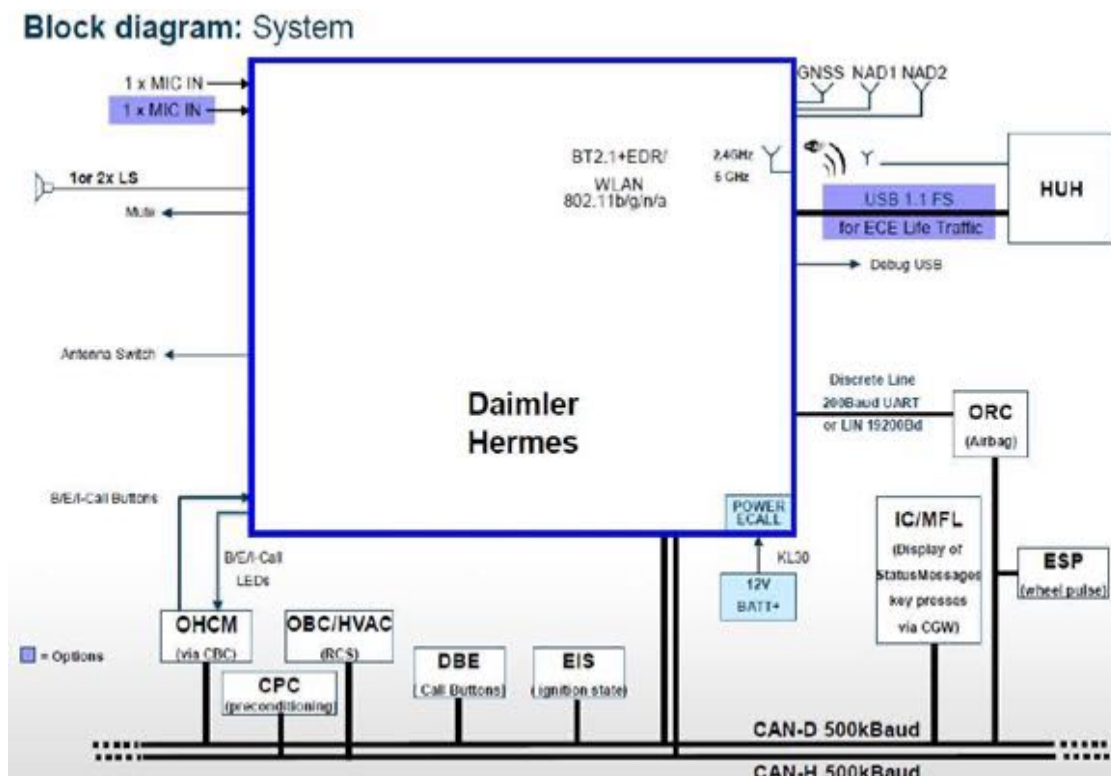 Block diagram: System
1 x MIC IN
1 x MIC IN
1or 2x LS
Mute
Antenna Switch
B/E/I-Call Buttons
B/E/I-Call
LEDs
GNSS NAD1 NAD2
BT2.1+EDR/
WLAN
802.11b/g/n/a
2.4GHz
5 GHz
HUH
USB 1.1 FS
for ECE Life Traffic
Debug USB
Daimler
Hermes
Discrete Line
200Baud UART
or LIN 19200Bd
ORC
(Airbag)
POWER
ECALL
KL30
12V
BATT+
IC/MFL
(Display of
StatusMessages
key presses
via CGW)
ESP
(wheel pulse)
OHCM
(via CBC)
OBC/HVAC
(RCS)
= Options
CPC
(preconditioning)
DBE
[ Call Buttons]
EIS
(ignition state)
CAN-D 500kBaud
CAN-H 500kBaud